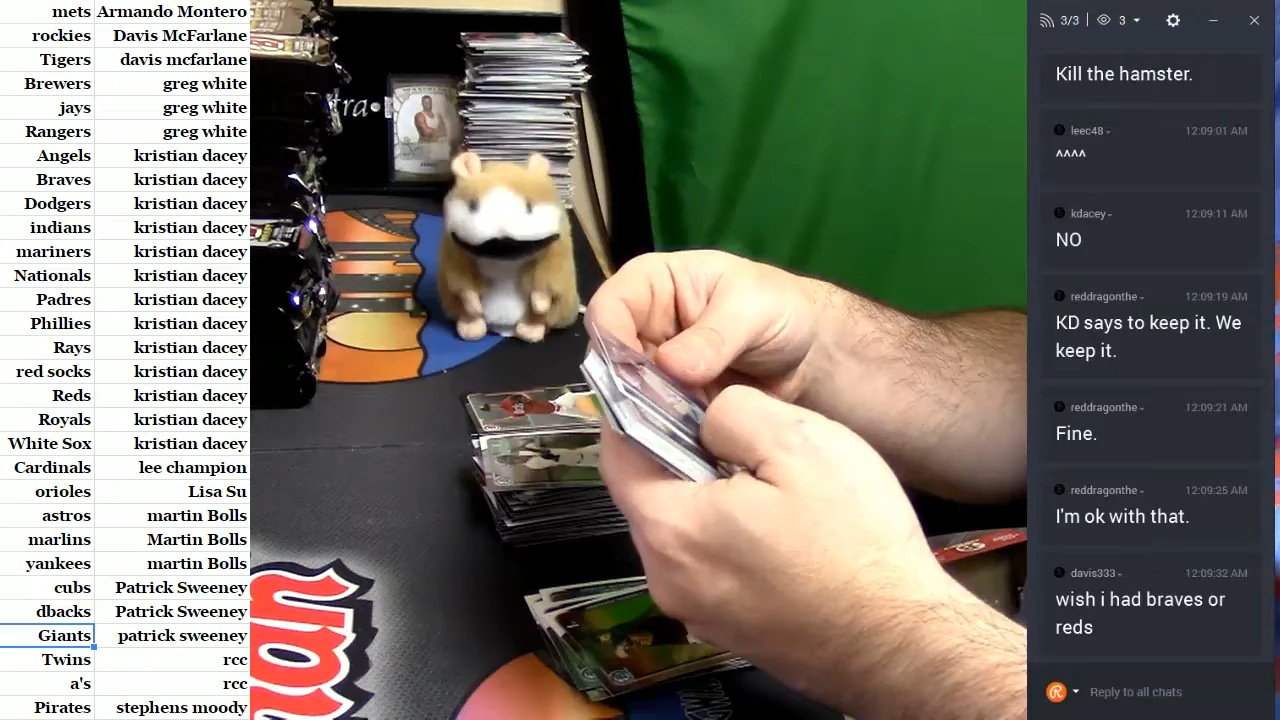 mets Armando Montero
rockies Davis McFarlane
Tigers davis mcfarlane
Brewers greg white
jays greg white
Rangers greg white
Angels kristian dacey
Braves kristian dacey
Dodgers kristian dacey
indians kristian dacey
mariners kristian dacey
Nationals kristian dacey
Padres kristian dacey
Phillies kristian dacey
Rays kristian dacey
red socks kristian dacey
Reds kristian dacey
Royals kristian dacey
White Sox kristian dacey
Cardinals lee champion
orioles Lisa Su
astros martin Bolls
marlins Martin Bolls
yankees martin Bolls
cubs Patrick Sweeney
dbacks Patrick Sweeney
Giants patrick sweeney
Twins rcc
a's rcc
Pirates stephens moody
3/3 3
Kill the hamster.
leec48 12:09:01 AM
^^^^
kdacey 12:09:11 AM
NO
reddragonthe 12:09:19 AM
KD says to keep it. We
keep it.
reddragonthe 12:09:21 AM
Fine.
reddragonthe 12:09:25 AM
I'm ok with that.
davis333 12:09:32 AM
wish i had braves or
reds
Reply to all chats